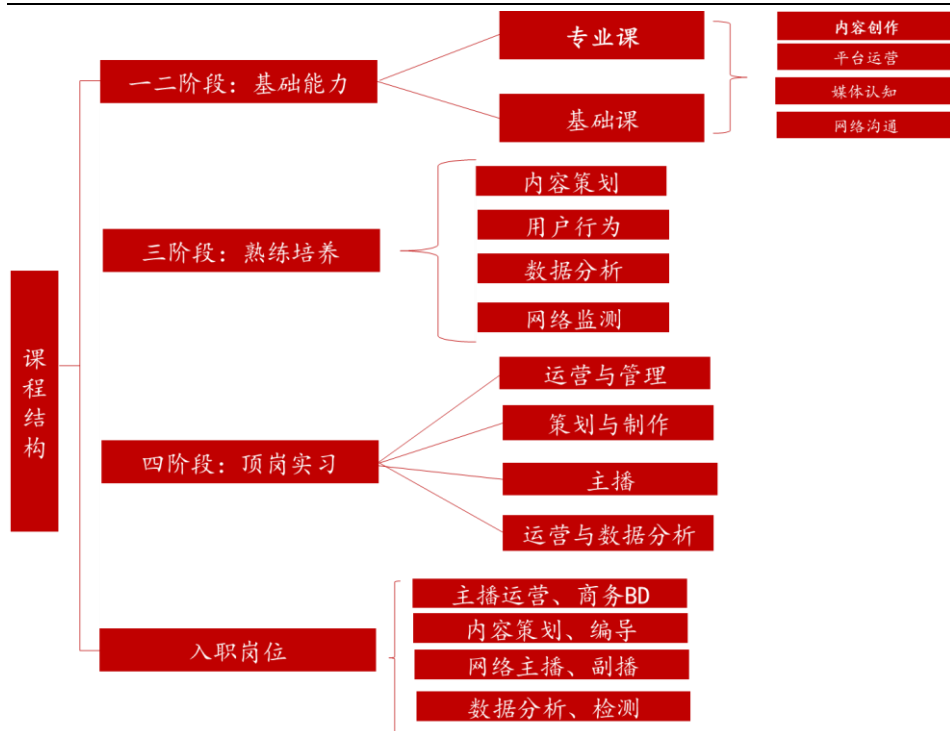 课程结构
一二阶段：基础能力
专业课
基础课
内容创作
平台运营
媒体认知
网络沟通
三阶段：熟练培养
内容策划
用户行为
数据分析
网络监测
四阶段：顶岗实习
运营与管理
策划与制作
主播
运营与数据分析
入职岗位
主播运营、商务BD
内容策划、编导
网络主播、副播
数据分析、检测